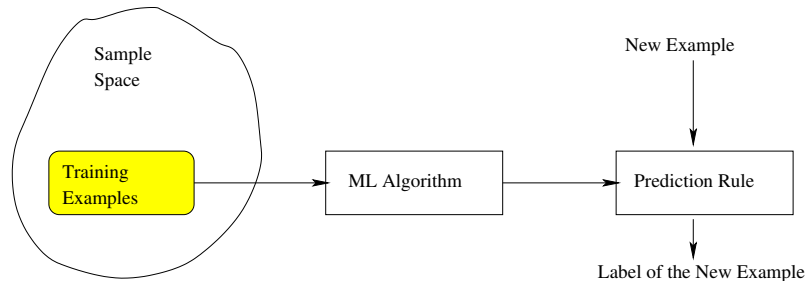 Sample
Space
Training
Examples
ML Algorithm
New Example
Prediction Rule
Label of the New Example